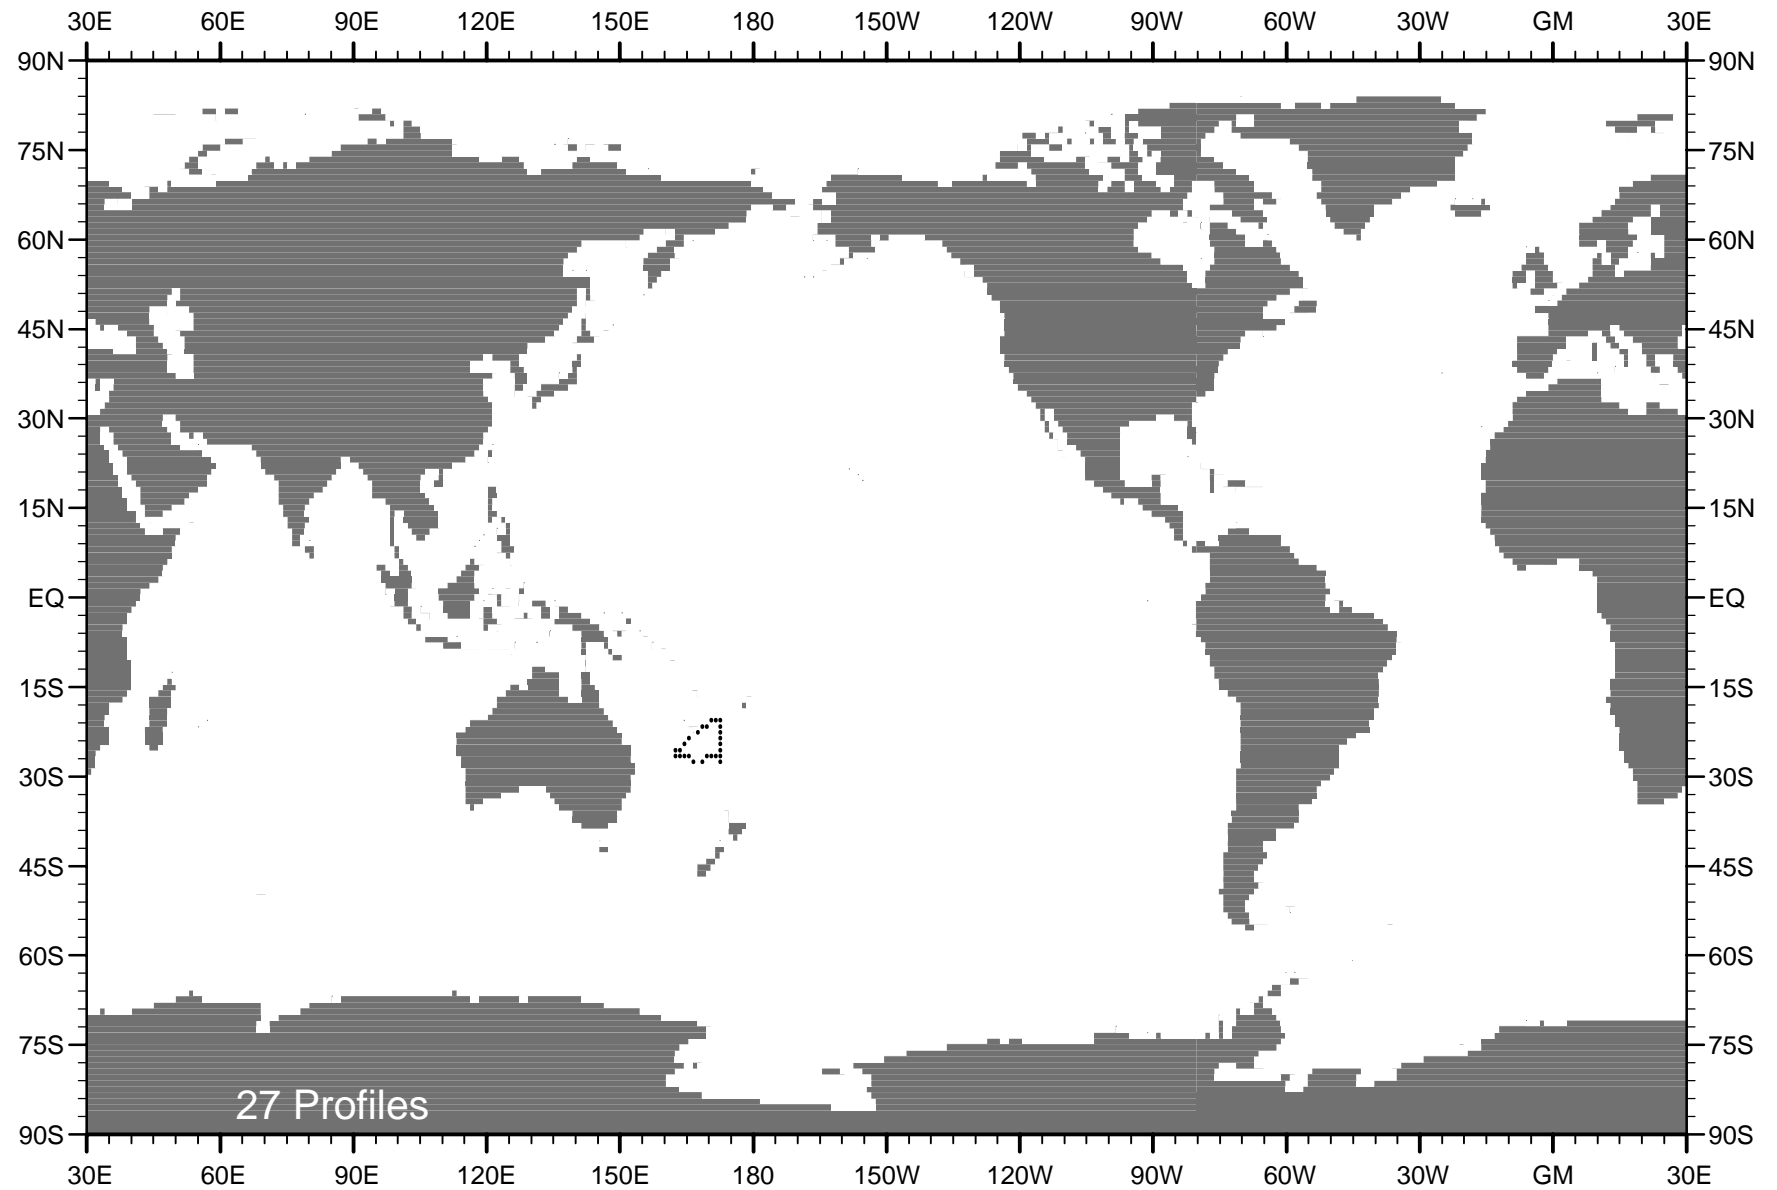 30E 60E 90E 120E 150E 180 150W 120W 90W 60W 30W GM 30E
90N 90N
75N 75N
60N 60N
45N 45N
30N 30N
15N 15N
EQ EQ
15S 15S
30S 30S
45S 45S
60S 60S
75S 75S
27 Profiles
90S 90S
30E 60E 90E 120E 150E 180 150W 120W 90W 60W 30W GM 30E